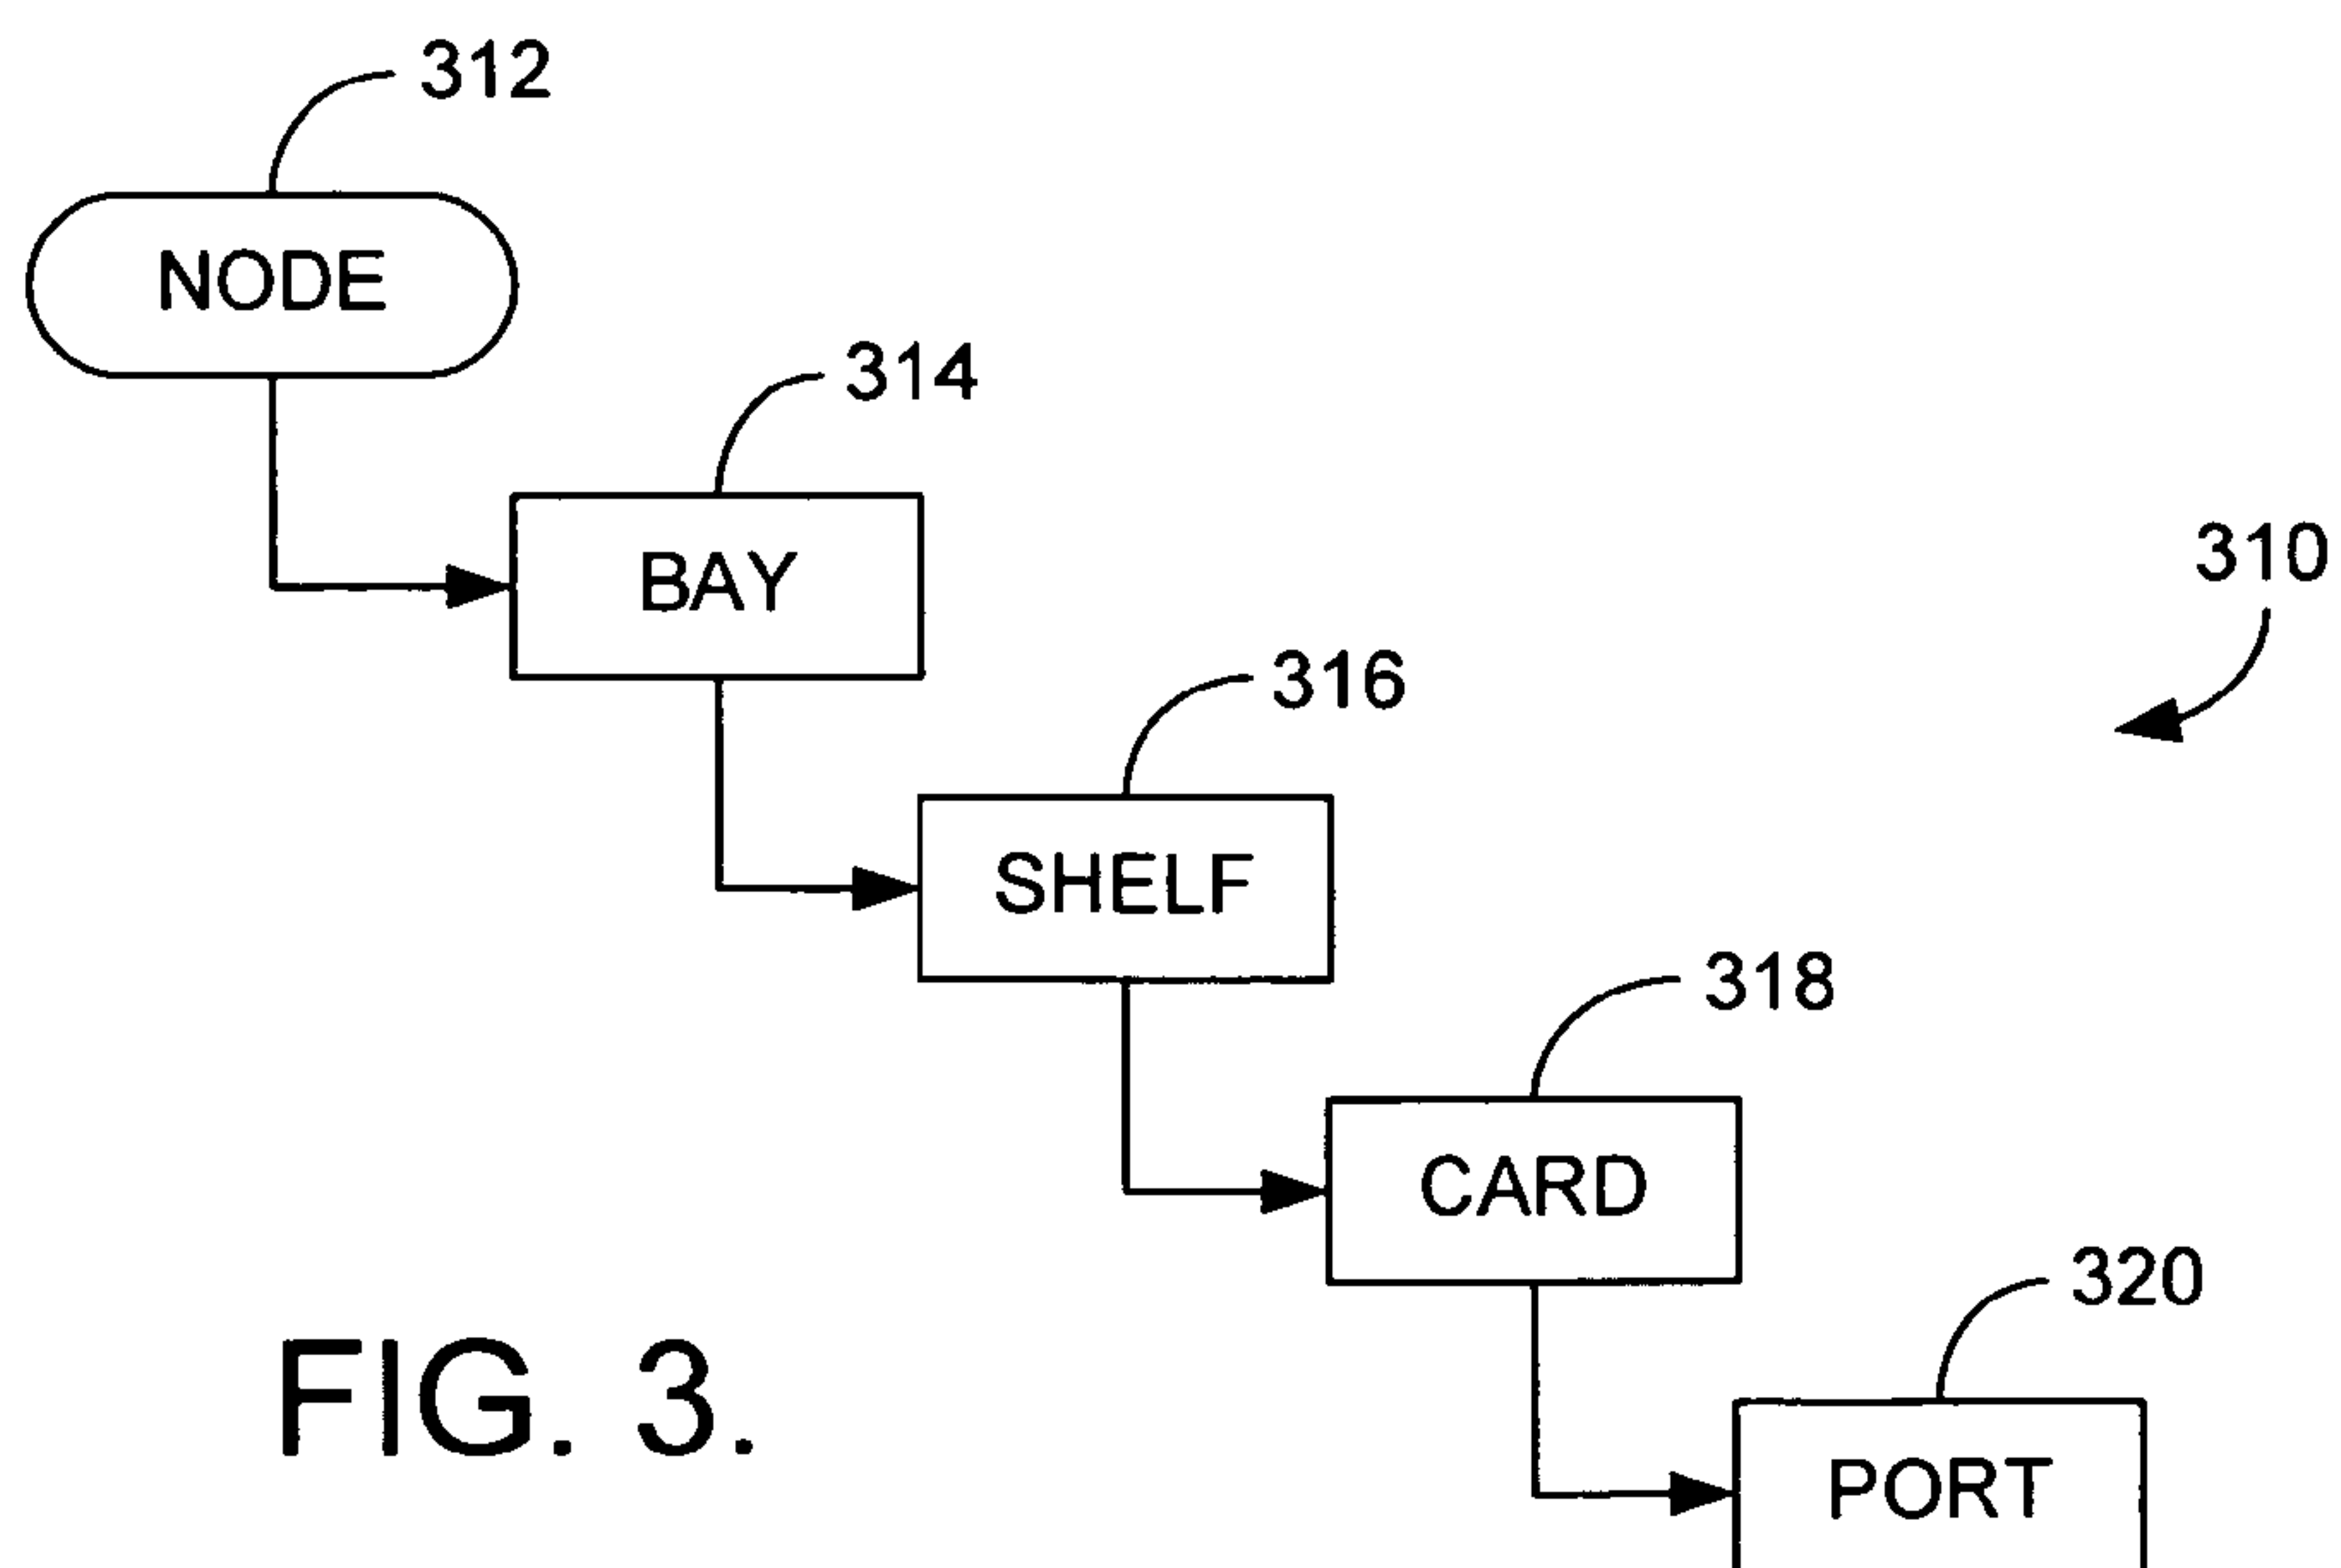 312
NODE
314
BAY
310
316
SHELF
318
CARD
320
FIG. 3.
PORT